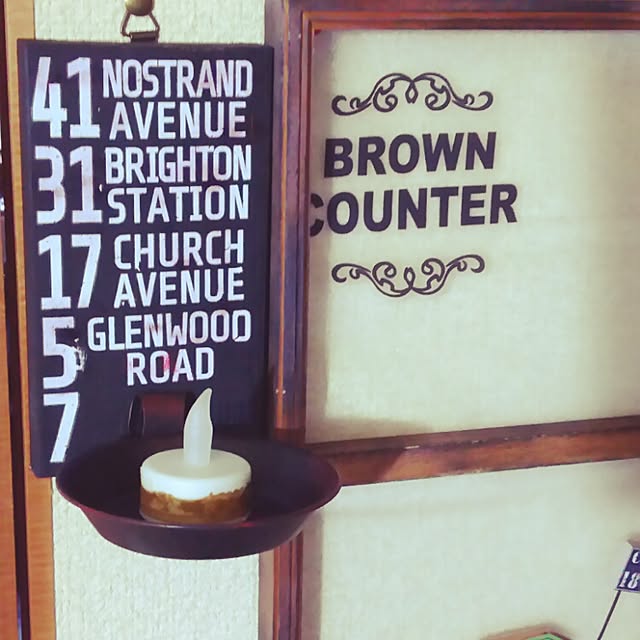 41 NOSTRAND
AVENUE
31 BRIGHTON
STATION
17 CHURCH
AVENUE
5 GLENWOOD
ROAD
7
BROWN
COUNTER